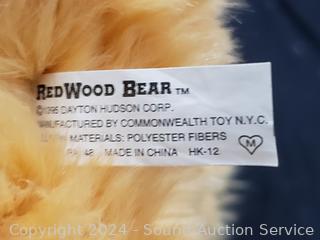 REDWOOD BEAR TM
© 1996 DAYTON HUDSON CORP.
MANUFACTURED BY COMMONWEALTH TOY N.Y.C.
MATERIALS: POLYESTER FIBERS
48 MADE IN CHINA HK-12
M
Copyright 2024 - Sound Auction Service